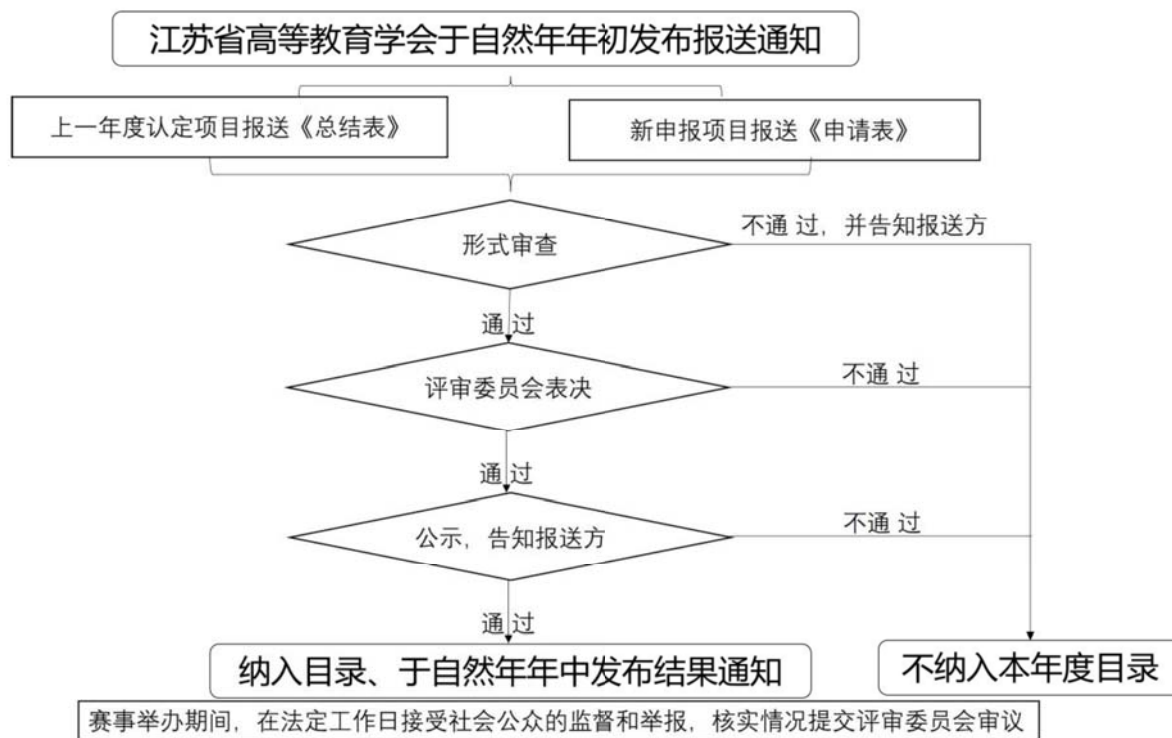 江苏省高等教育学会于自然年年初发布报送通知
上一年度认定项目报送《总结表》
新申报项目报送《申请表》
形式审查
不通 过，并告知报送方
通 过
评审委员会表决
不通 过
通 过
公示，告知报送方
不通 过
通 过
纳入目录、于自然年年中发布结果通知
不纳入本年度目录
赛事举办期间，在法定工作日接受社会公众的监督和举报，核实情况提交评审委员会审议